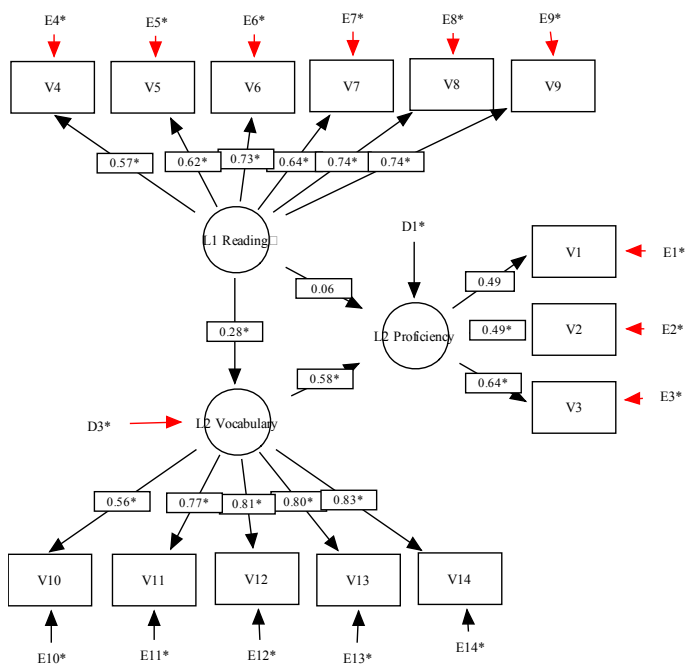 E4* E5* E6* E7* E8* E9*
V4 V5 V6 V7 V8 V9
0.57* 0.62* 0.73* 0.64* 0.74* 0.74*
L1 Reading
D1*
V1 E1*
0.06 0.49
0.28* L2 Proficiency 0.49* V2 E2*
0.58* 0.64* V3 E3*
D3* L2 Vocabulary
0.56* 0.77* 0.81* 0.80* 0.83*
V10 V11 V12 V13 V14
E10* E11* E12* E13* E14*